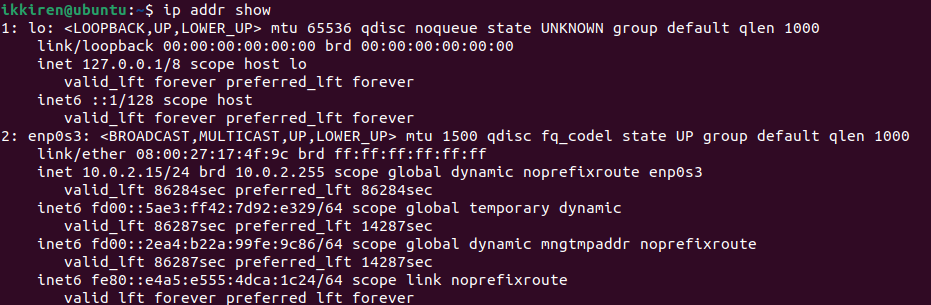 ikkiren@ubuntu:~$ ip addr show
1: lo: <LOOPBACK,UP,LOWER_UP> mtu 65536 qdisc noqueue state UNKNOWN group default qlen 1000
    link/loopback 00:00:00:00:00:00 brd 00:00:00:00:00:00
    inet 127.0.0.1/8 scope host lo
       valid_lft forever preferred_lft forever
    inet6 ::1/128 scope host
       valid_lft forever preferred_lft forever
2: enp0s3: <BROADCAST,MULTICAST,UP,LOWER_UP> mtu 1500 qdisc fq_codel state UP group default qlen 1000
    link/ether 08:00:27:17:4f:9c brd ff:ff:ff:ff:ff:ff
    inet 10.0.2.15/24 brd 10.0.2.255 scope global dynamic noprefixroute enp0s3
       valid_lft 86284sec preferred_lft 86284sec
    inet6 fd00::5ae3:ff42:7d92:e329/64 scope global temporary dynamic
       valid_lft 86287sec preferred_lft 14287sec
    inet6 fd00::2ea4:b22a:99fe:9c86/64 scope global dynamic mngtmpaddr noprefixroute
       valid_lft 86287sec preferred_lft 14287sec
    inet6 fe80::e4a5:e555:4dca:1c24/64 scope link noprefixroute
       valid_lft forever preferred_lft forever